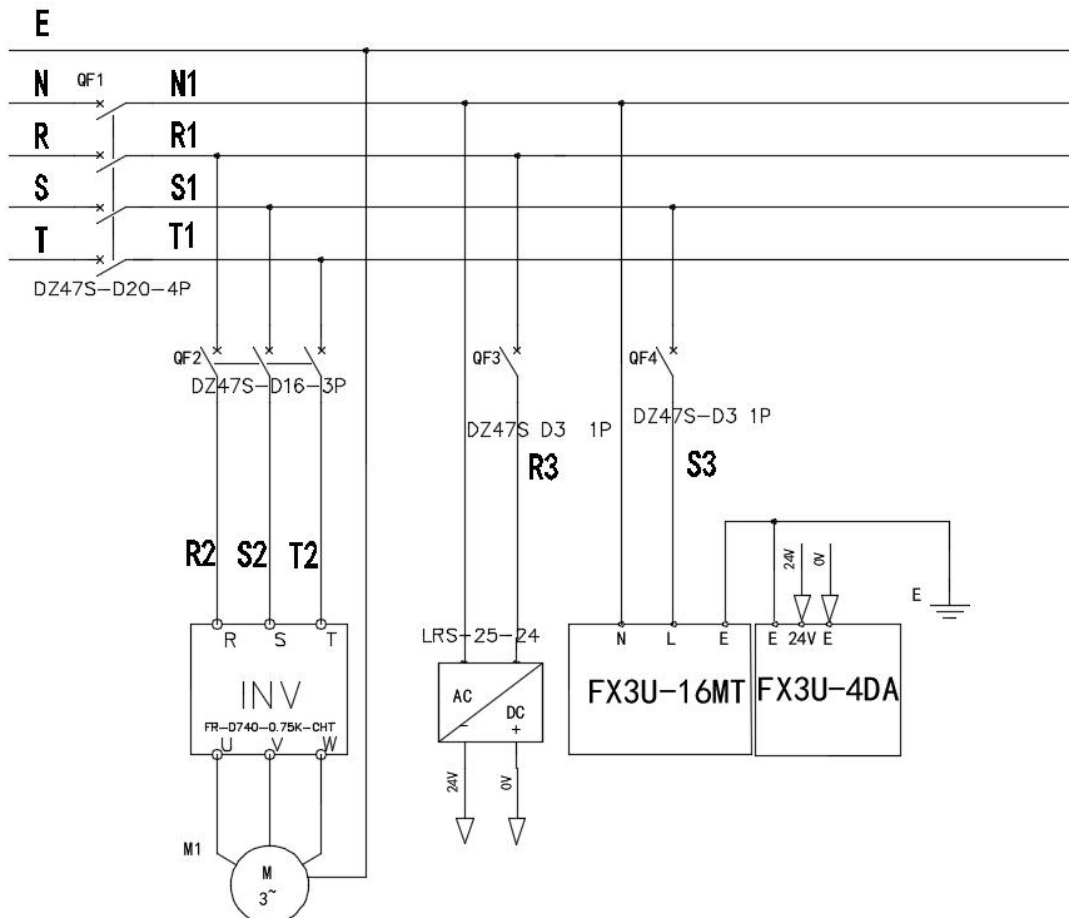 E
N QF1 N1
R R1
S S1
T T1
DZ47S-D20-4P
QF2 QF3 QF4
DZ47S-D16-3P
DZ47S D3 1P DZ47S-D3 1P
R3 S3
R2 S2 T2
24V 0V
E
LRS-25-24
R S T N L E E 24V E
INV
FR-D740-0.75K-CHT
U V W
AC
DC
− +
FX3U-16MT FX3U-4DA
24V 0V
M1
M
3~